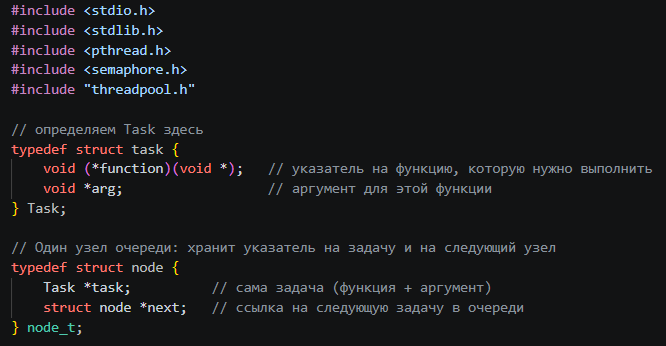 #include <stdio.h>
#include <stdlib.h>
#include <pthread.h>
#include <semaphore.h>
#include "threadpool.h"

// определяем Task здесь
typedef struct task {
    void (*function)(void *);   // указатель на функцию, которую нужно выполнить
    void *arg;                  // аргумент для этой функции
} Task;

// Один узел очереди: хранит указатель на задачу и на следующий узел
typedef struct node {
    Task *task;          // сама задача (функция + аргумент)
    struct node *next;   // ссылка на следующую задачу в очереди
} node_t;